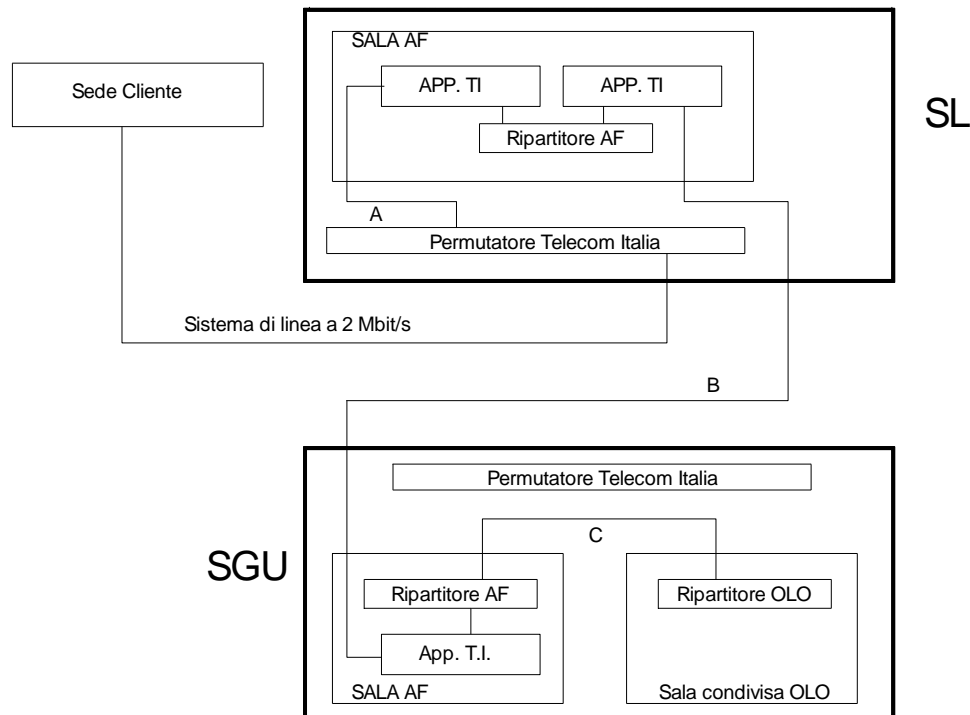 SALA AF
Sede Cliente
APP. TI
APP. TI
SL
Ripartitore AF
A
Permutatore Telecom Italia
Sistema di linea a 2 Mbit/s
B
Permutatore Telecom Italia
C
SGU
Ripartitore AF
Ripartitore OLO
App. T.I.
SALA AF
Sala condivisa OLO